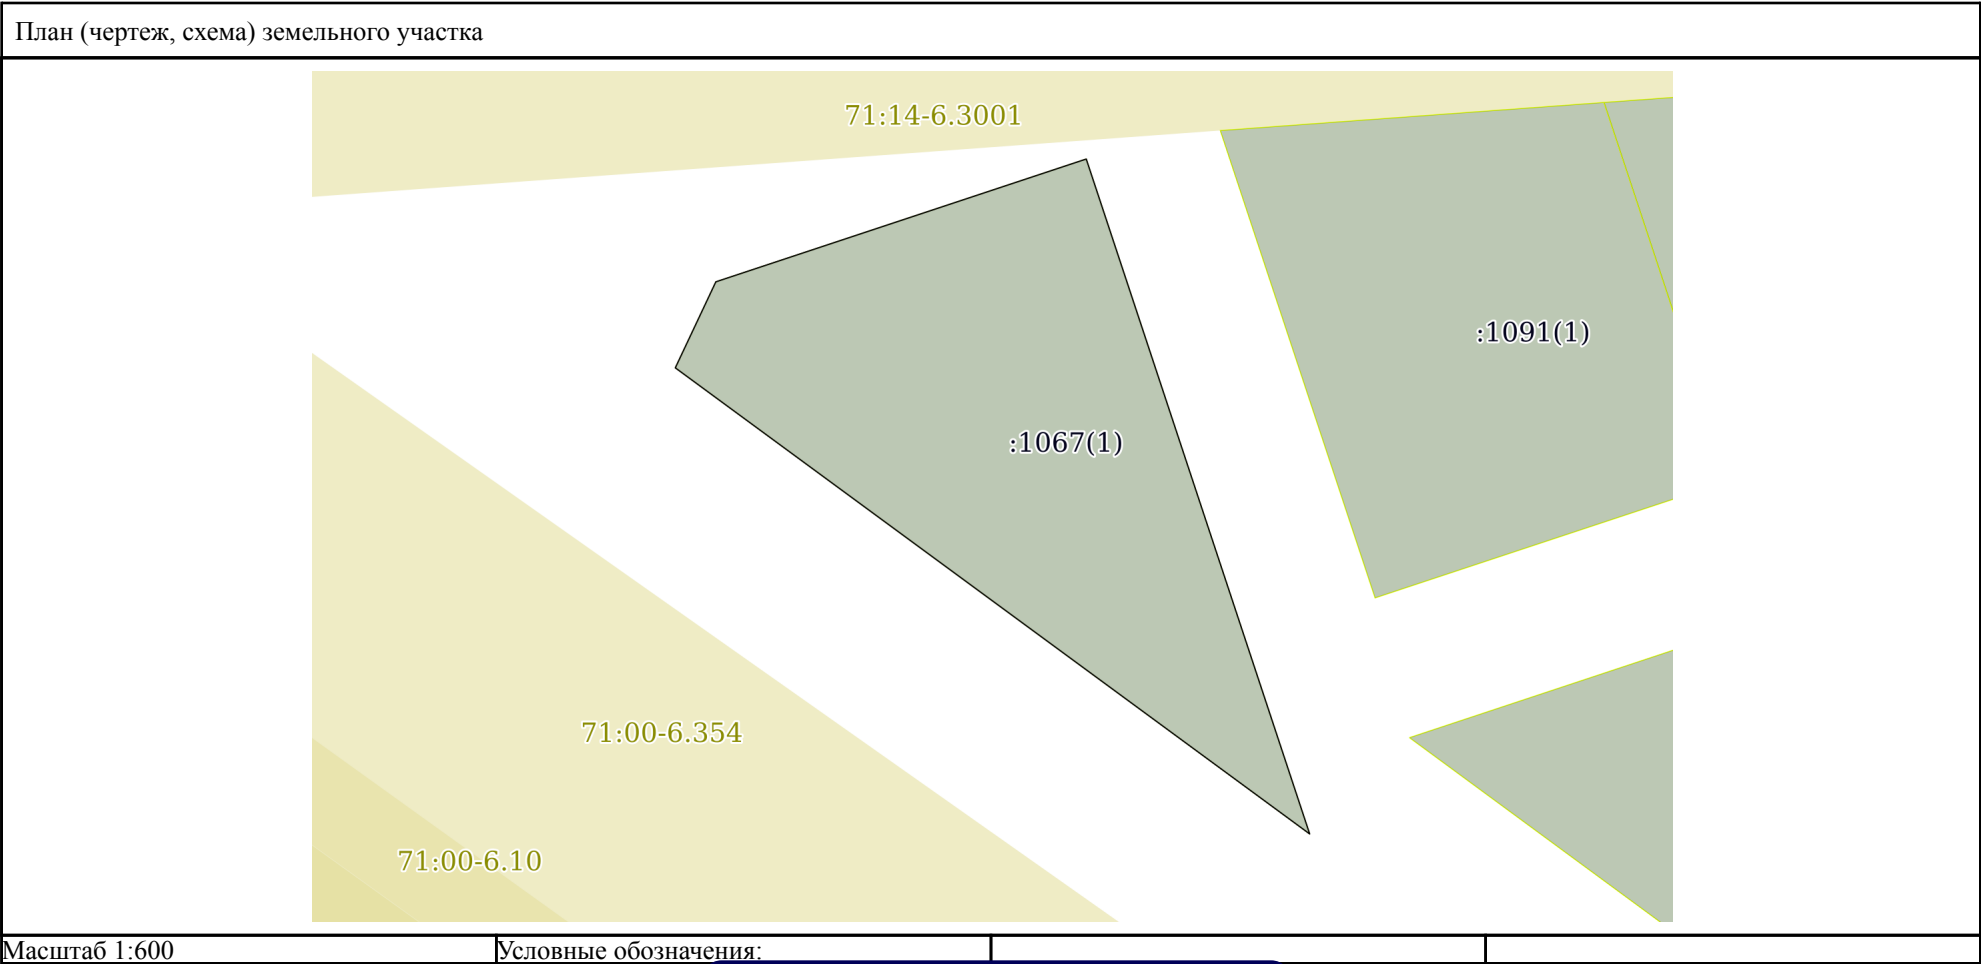 План (чертеж, схема) земельного участка
71:14-6.3001
:1091(1)
:1067(1)
71:00-6.354
71:00-6.10
Масштаб 1:600
Условные обозначения: